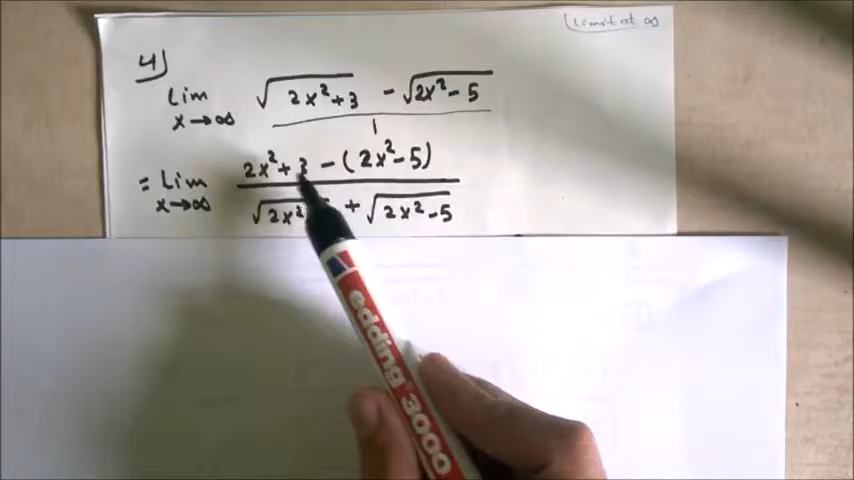 Limit at ∞
4)
Lim x→∞ √(2x²+3) - √(2x²-5) / 1
= Lim x→∞ 2x²+3 - (2x²-5) / √2x² + √(2x²-5)
edding 3000